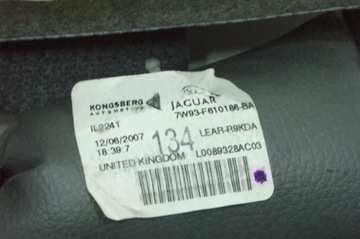 KONGSBERG
AUTOMOTIVE
JAGUAR
7W93-F610186-BA
IL2241
12/06/2007
134
LEAR-R9KDA
18:39:7
UNITED KINGDOM
L0089328AC03